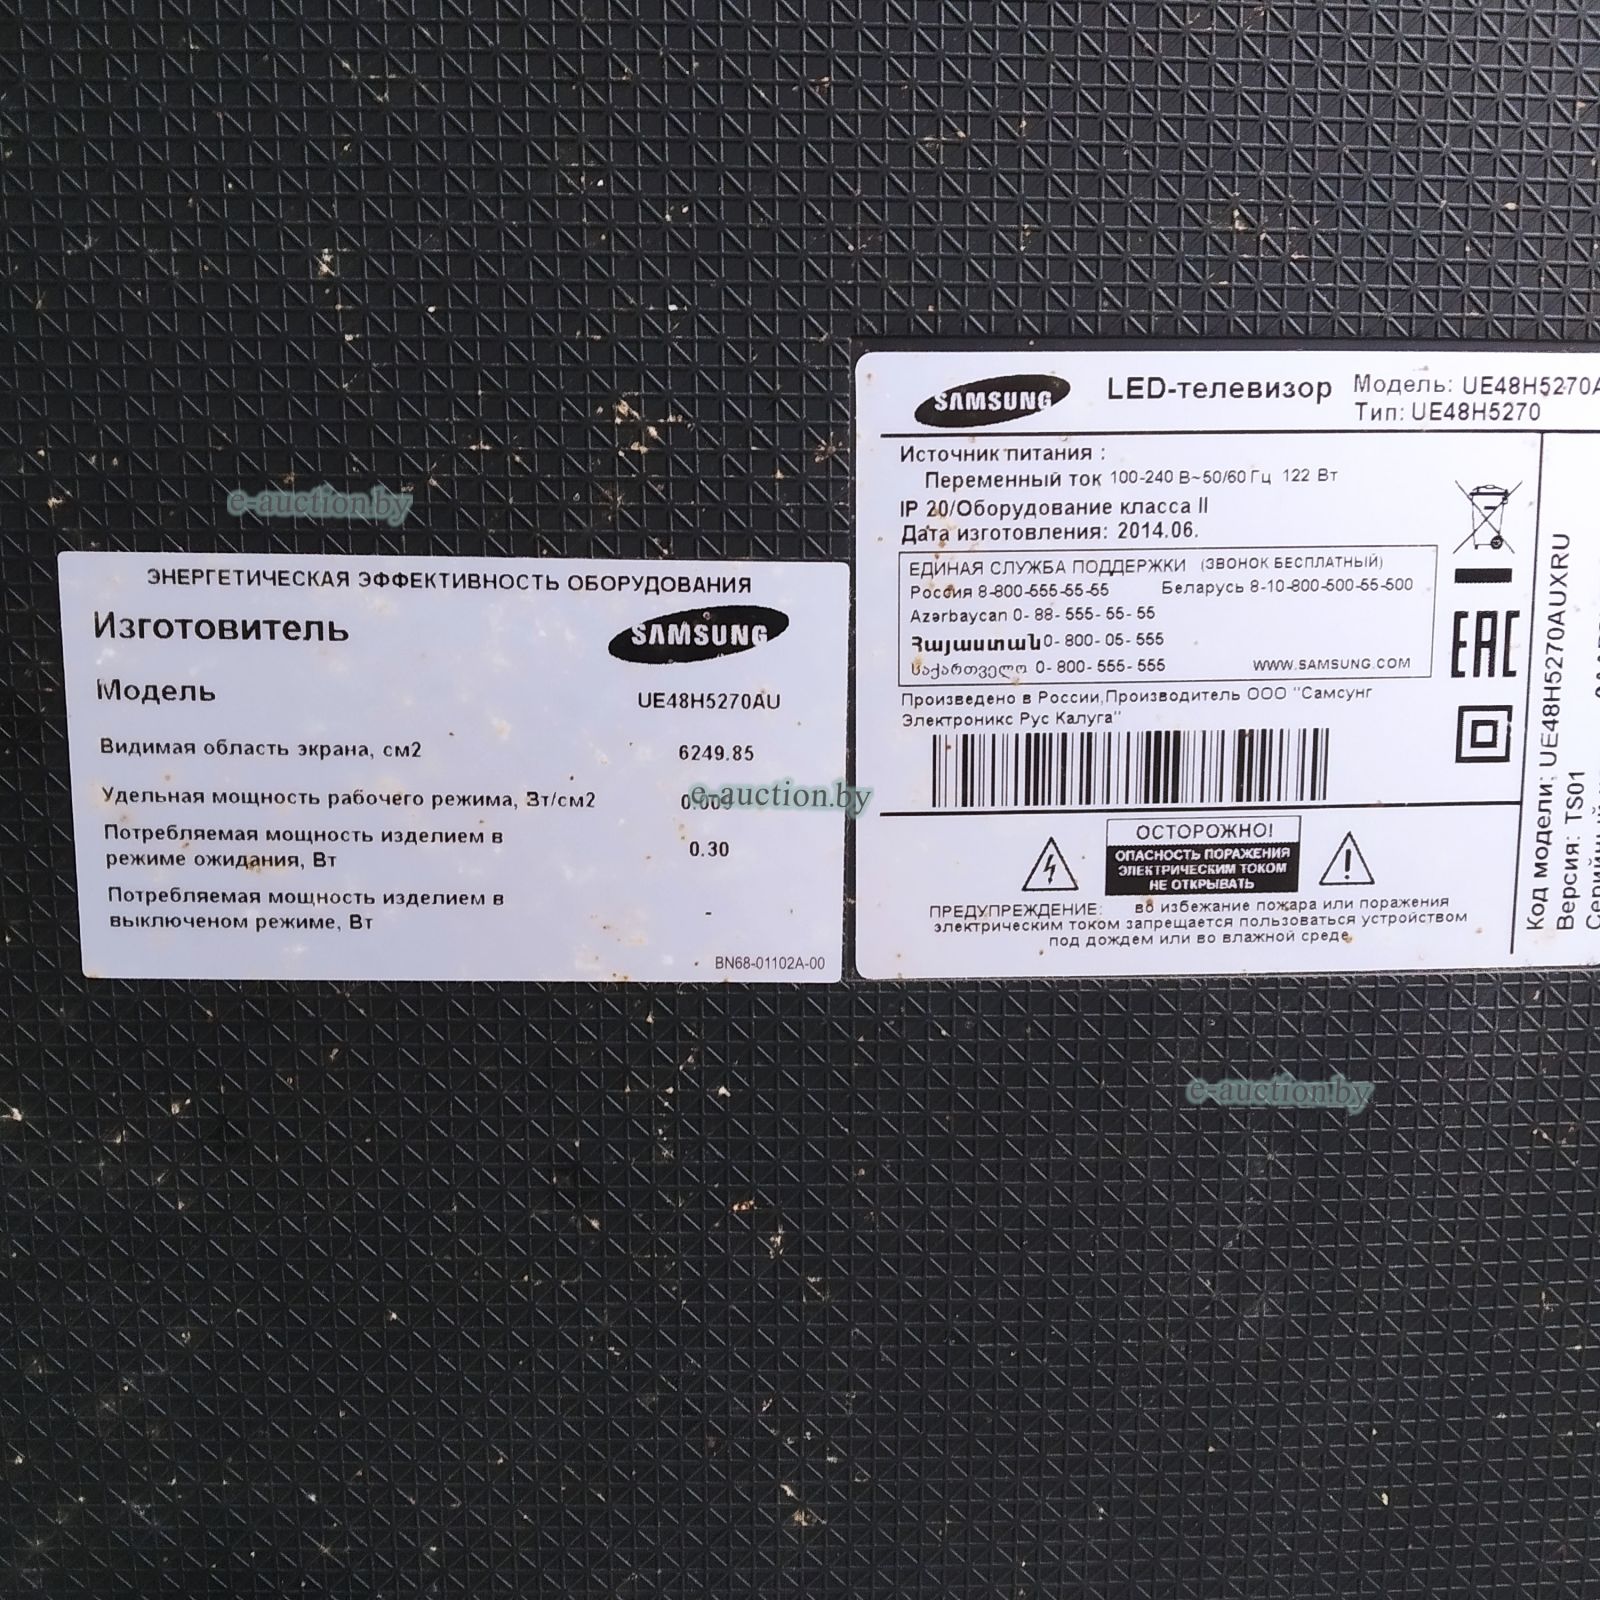 e-auction.by
ЭНЕРГЕТИЧЕСКАЯ ЭФФЕКТИВНОСТЬ ОБОРУДОВАНИЯ
Изготовитель SAMSUNG
Модель UE48H5270AU
Видимая область экрана, см2 6249.85
Удельная мощность рабочего режима, Вт/см2
e-auction.by
Потребляемая мощность изделием в
режиме ожидания, Вт 0.30
Потребляемая мощность изделием в
выключеном режиме, Вт -
BN68-01102A-00
SAMSUNG LED-телевизор Модель: UE48H5270A
Тип: UE48H5270
Источник питания :
Переменный ток 100-240 В~50/60 Гц 122 Вт
IP 20/Оборудование класса II
Дата изготовления: 2014.06.
ЕДИНАЯ СЛУЖБА ПОДДЕРЖКИ (ЗВОНОК БЕСПЛАТНЫЙ)
Россия 8-800-555-55-55 Беларусь 8-10-800-500-55-500
Azərbaycan 0- 88- 555- 55- 55
Հայաստան 0- 800- 05- 555
საქართველო 0- 800- 555- 555 WWW.SAMSUNG.COM
Произведено в России,Производитель ООО "Самсунг
Электроникс Рус Калуга"
EAC
ОСТОРОЖНО!
ОПАСНОСТЬ ПОРАЖЕНИЯ
ЭЛЕКТРИЧЕСКИМ ТОКОМ
НЕ ОТКРЫВАТЬ
ПРЕДУПРЕЖДЕНИЕ: во избежание пожара или поражения
электрическим током запрещается пользоваться устройством
под дождем или во влажной среде.
Код модели: UE48H5270AUXRU
Версия: TS01
e-auction.by